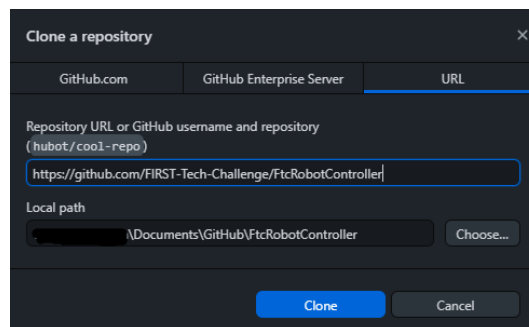 Clone a repository
GitHub.com
GitHub Enterprise Server
URL
Repository URL or GitHub username and repository
(hubot/cool-repo)
https://github.com/FIRST-Tech-Challenge/FtcRobotController
Local path
\Documents\GitHub\FtcRobotController
Choose...
Clone
Cancel